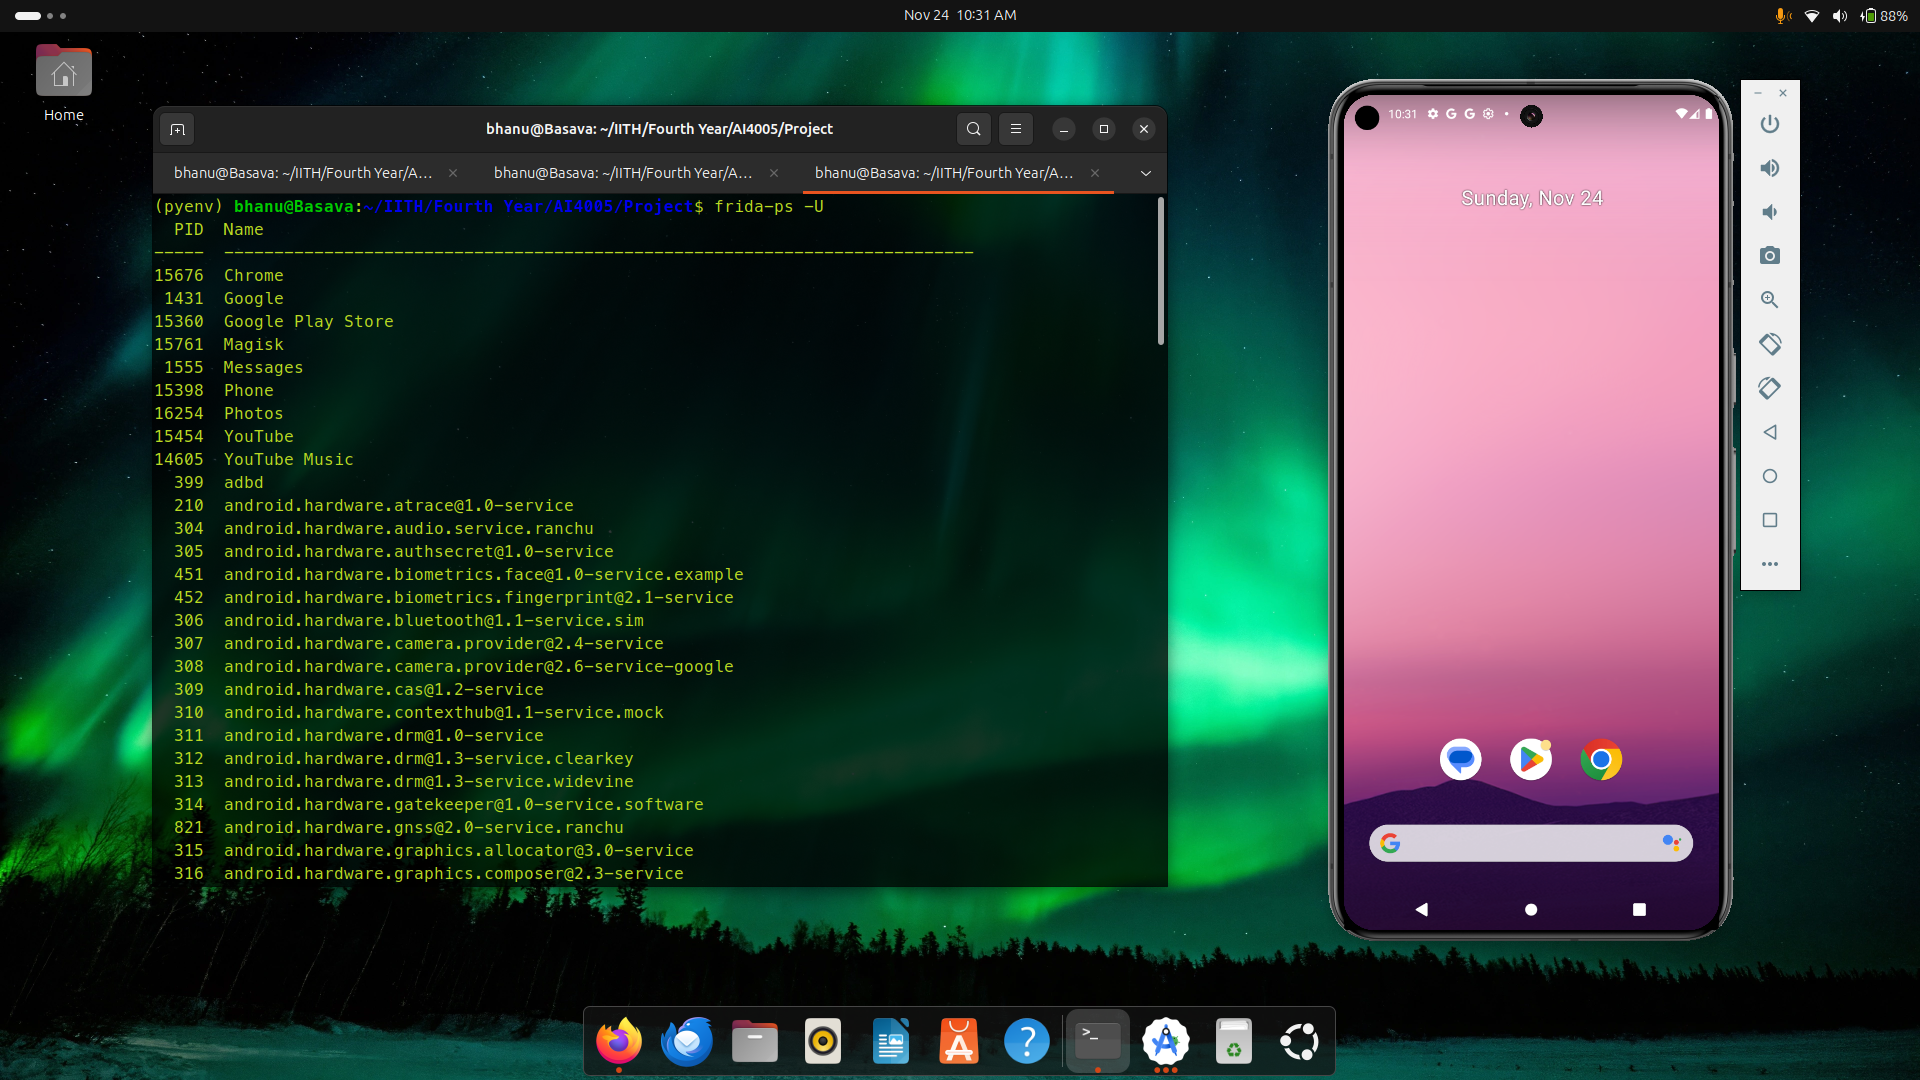 Nov 24  10:31 AM
88%
Home
bhanu@Basava: ~/IITH/Fourth Year/AI4005/Project
bhanu@Basava: ~/IITH/Fourth Year/A...
bhanu@Basava: ~/IITH/Fourth Year/A...
bhanu@Basava: ~/IITH/Fourth Year/A...
(pyenv) bhanu@Basava:~/IITH/Fourth Year/AI4005/Project$ frida-ps -U
PID  Name
-----  ---------------------------------------------------------------------------
15676  Chrome
1431  Google
15360  Google Play Store
15761  Magisk
1555  Messages
15398  Phone
16254  Photos
15454  YouTube
14605  YouTube Music
399  adbd
210  android.hardware.atrace@1.0-service
304  android.hardware.audio.service.ranchu
305  android.hardware.authsecret@1.0-service
451  android.hardware.biometrics.face@1.0-service.example
452  android.hardware.biometrics.fingerprint@2.1-service
306  android.hardware.bluetooth@1.1-service.sim
307  android.hardware.camera.provider@2.4-service
308  android.hardware.camera.provider@2.6-service-google
309  android.hardware.cas@1.2-service
310  android.hardware.contexthub@1.1-service.mock
311  android.hardware.drm@1.0-service
312  android.hardware.drm@1.3-service.clearkey
313  android.hardware.drm@1.3-service.widevine
314  android.hardware.gatekeeper@1.0-service.software
821  android.hardware.gnss@2.0-service.ranchu
315  android.hardware.graphics.allocator@3.0-service
316  android.hardware.graphics.composer@2.3-service
10:31
Sunday, Nov 24